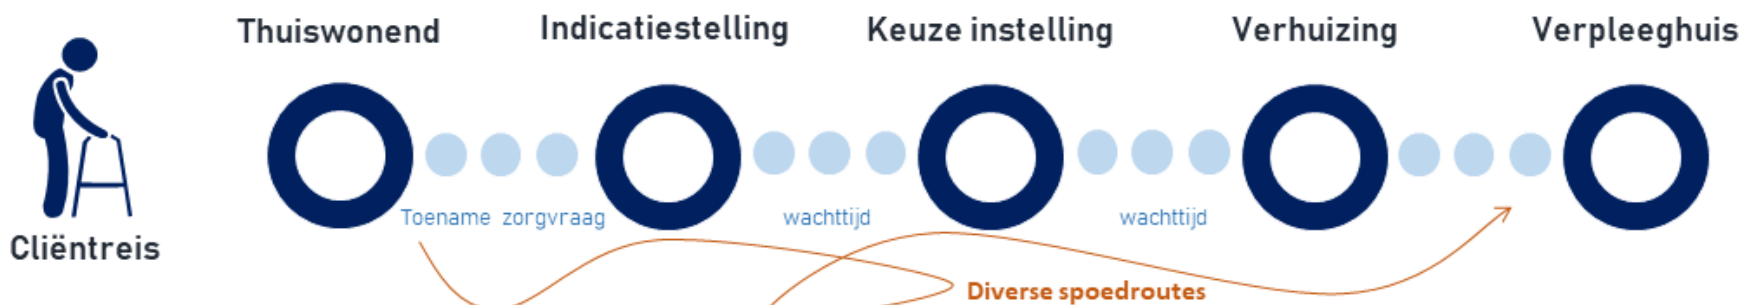 Thuiswonend
Indicatiestelling
Keuze instelling
Verhuizing
Verpleeghuis
Toename zorgvraag
wachttijd
wachttijd
Cliëntreis
Diverse spoedroutes